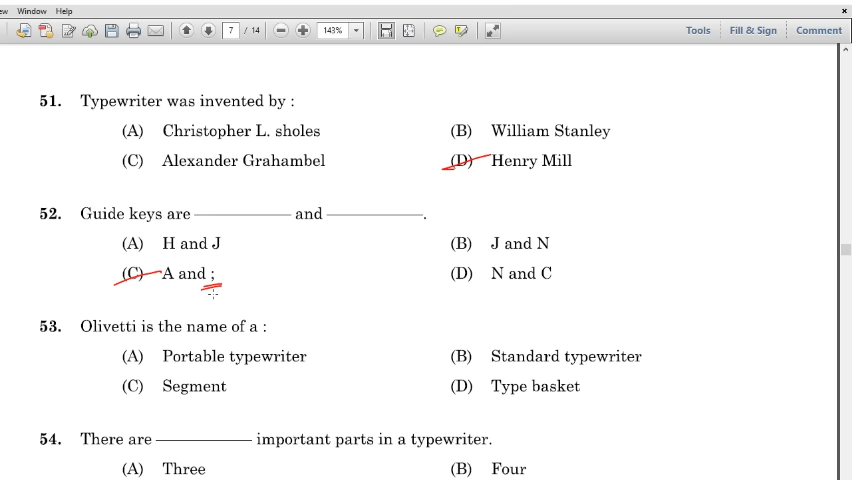 ew Window Help ×
7 / 14 143% Tools Fill & Sign Comment
51. Typewriter was invented by :
(A) Christopher L. sholes (B) William Stanley
(C) Alexander Grahambel (D) Henry Mill
52. Guide keys are and .
(A) H and J (B) J and N
(C) A and ; (D) N and C
53. Olivetti is the name of a :
(A) Portable typewriter (B) Standard typewriter
(C) Segment (D) Type basket
54. There are important parts in a typewriter.
(A) Three (B) Four